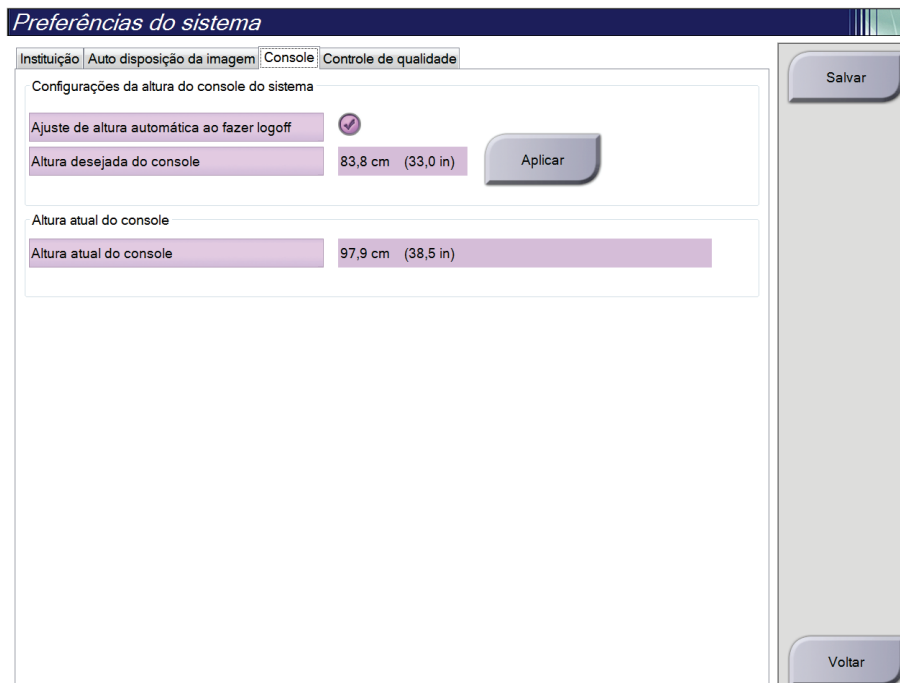 Preferências do sistema
Instituição Auto disposição da imagem Console Controle de qualidade
Salvar
Configurações da altura do console do sistema
Ajuste de altura automática ao fazer logoff
Altura desejada do console 83,8 cm (33,0 in) Aplicar
Altura atual do console
Altura atual do console 97,9 cm (38,5 in)
Voltar